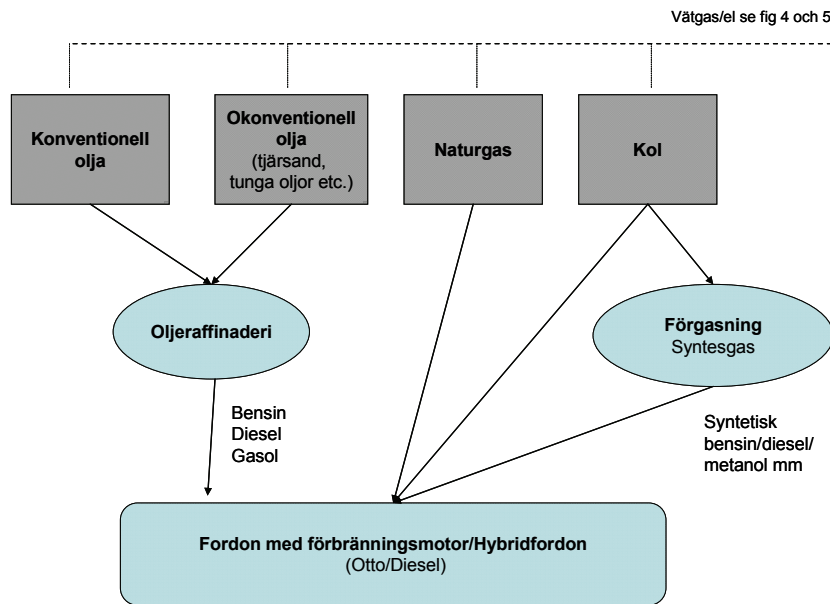 Vätgas/el se fig 4 och 5
Konventionell
olja
Okonventionell
olja
(tjärsand,
tunga oljor etc.)
Naturgas
Kol
Oljeraffinaderi
Förgasning
Syntesgas
Bensin
Diesel
Gasol
Syntetisk
bensin/diesel/
metanol mm
Fordon med förbränningsmotor/Hybridfordon
(Otto/Diesel)